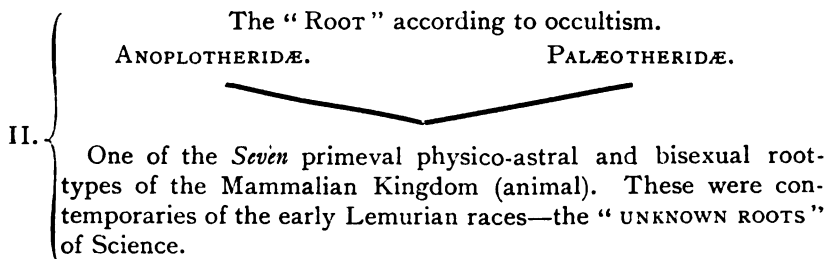 The “ ROOT ” according to occultism.
ANOPLOTHERIDÆ. PALÆOTHERIDÆ.
II.
One of the Seven primeval physico-astral and bisexual root-
types of the Mammalian Kingdom (animal). These were con-
temporaries of the early Lemurian races—the “ UNKNOWN ROOTS ”
of Science.